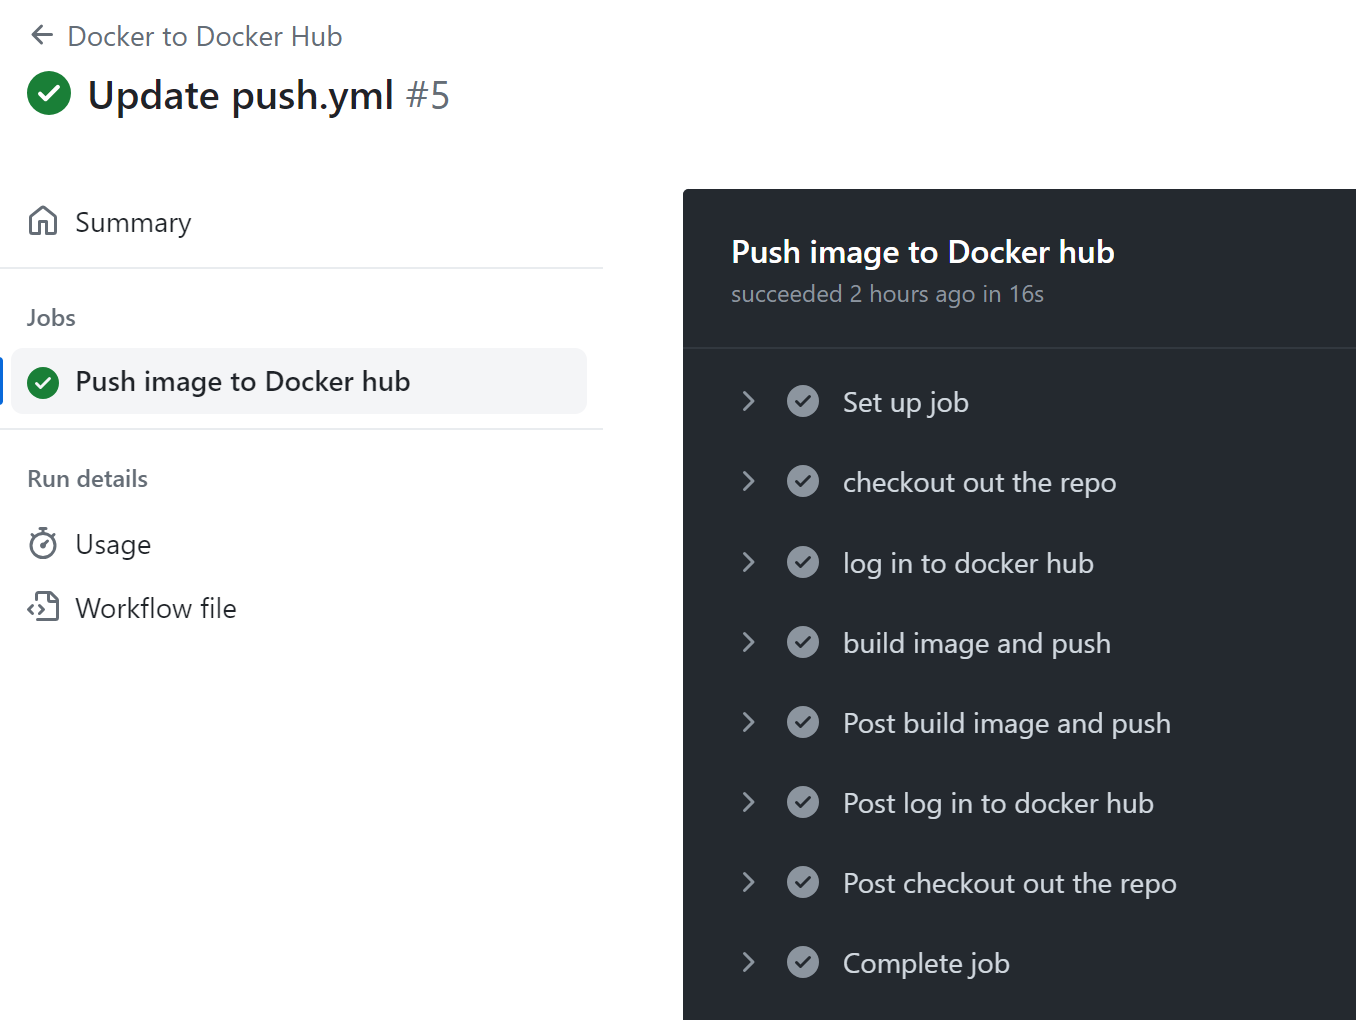 Docker to Docker Hub
Update push.yml #5
Summary
Jobs
Push image to Docker hub
Run details
Usage
Workflow file
Push image to Docker hub
succeeded 2 hours ago in 16s
Set up job
checkout out the repo
log in to docker hub
build image and push
Post build image and push
Post log in to docker hub
Post checkout out the repo
Complete job